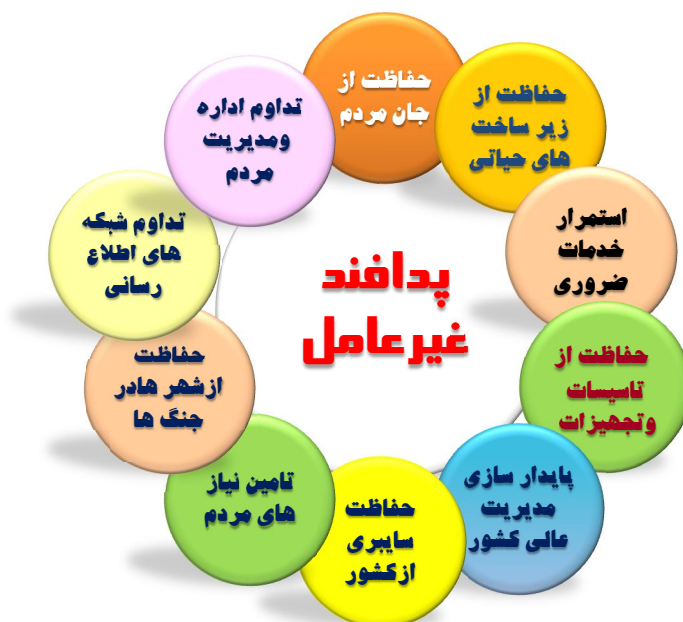 حفاظت از
جان مردم
حفاظت از
زیر ساخت
های حیاتی
استمرار
خدمات
ضروری
حفاظت از
تاسیسات
وتجهیزات
پایدار سازی
مدیریت
عالی کشور
حفاظت
سایبری
ازکشور
تامین نیاز
های مردم
حفاظت
ازشهر هادر
جنگ ها
تداوم شبکه
های اطلاع
رسانی
تداوم اداره
ومدیریت
مردم
پدافند
غیرعامل